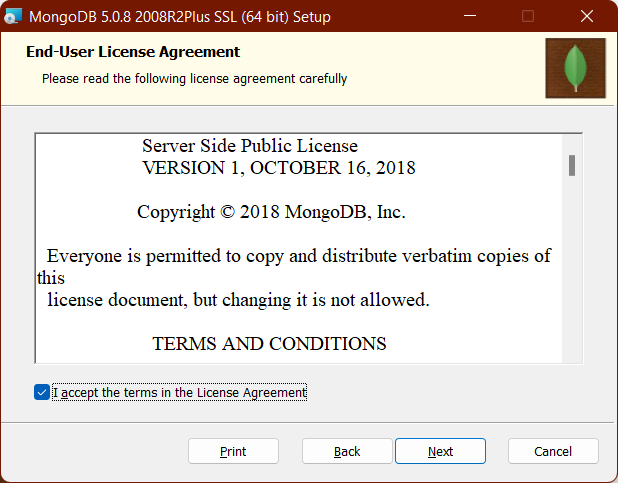 MongoDB 5.0.8 2008R2Plus SSL (64 bit) Setup
End-User License Agreement
Please read the following license agreement carefully
Server Side Public License
VERSION 1, OCTOBER 16, 2018
Copyright © 2018 MongoDB, Inc.
Everyone is permitted to copy and distribute verbatim copies of
this
license document, but changing it is not allowed.
TERMS AND CONDITIONS
I accept the terms in the License Agreement
Print Back Next Cancel